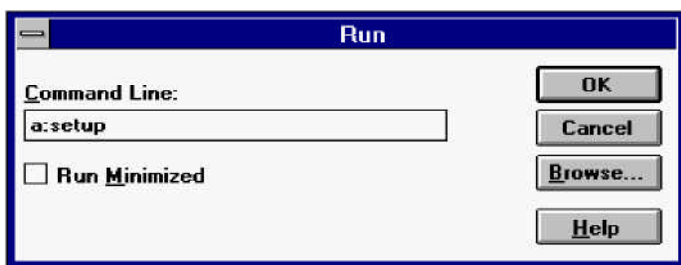 Run
Command Line:
a:setup
Run Minimized
OK
Cancel
Browse...
Help